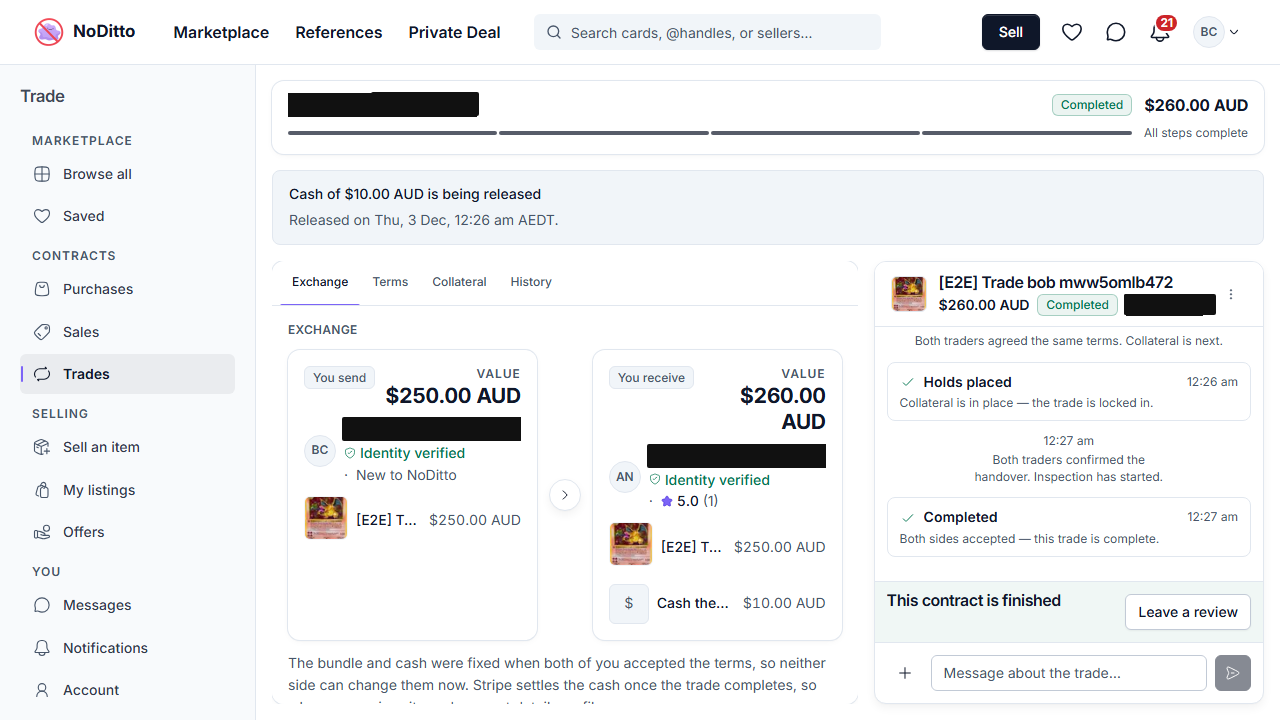 NoDitto
Marketplace
References
Private Deal
Search cards, @handles, or sellers...
Sell
21
BC
Trade
MARKETPLACE
Browse all
Saved
CONTRACTS
Purchases
Sales
Trades
SELLING
Sell an item
My listings
Offers
YOU
Messages
Notifications
Account
Completed
$260.00 AUD
All steps complete
Cash of $10.00 AUD is being released
Released on Thu, 3 Dec, 12:26 am AEDT.
Exchange
Terms
Collateral
History
EXCHANGE
You send
VALUE
$250.00 AUD
BC
Identity verified
· New to NoDitto
[E2E] T...
$250.00 AUD
You receive
VALUE
$260.00
AUD
AN
Identity verified
· 5.0 (1)
[E2E] T...
$250.00 AUD
$
Cash the...
$10.00 AUD
The bundle and cash were fixed when both of you accepted the terms, so neither
side can change them now. Stripe settles the cash once the trade completes, so
[E2E] Trade bob mww5omlb472
$260.00 AUD
Completed
Both traders agreed the same terms. Collateral is next.
Holds placed
12:26 am
Collateral is in place — the trade is locked in.
12:27 am
Both traders confirmed the
handover. Inspection has started.
Completed
12:27 am
Both sides accepted — this trade is complete.
This contract is finished
Leave a review
Message about the trade...